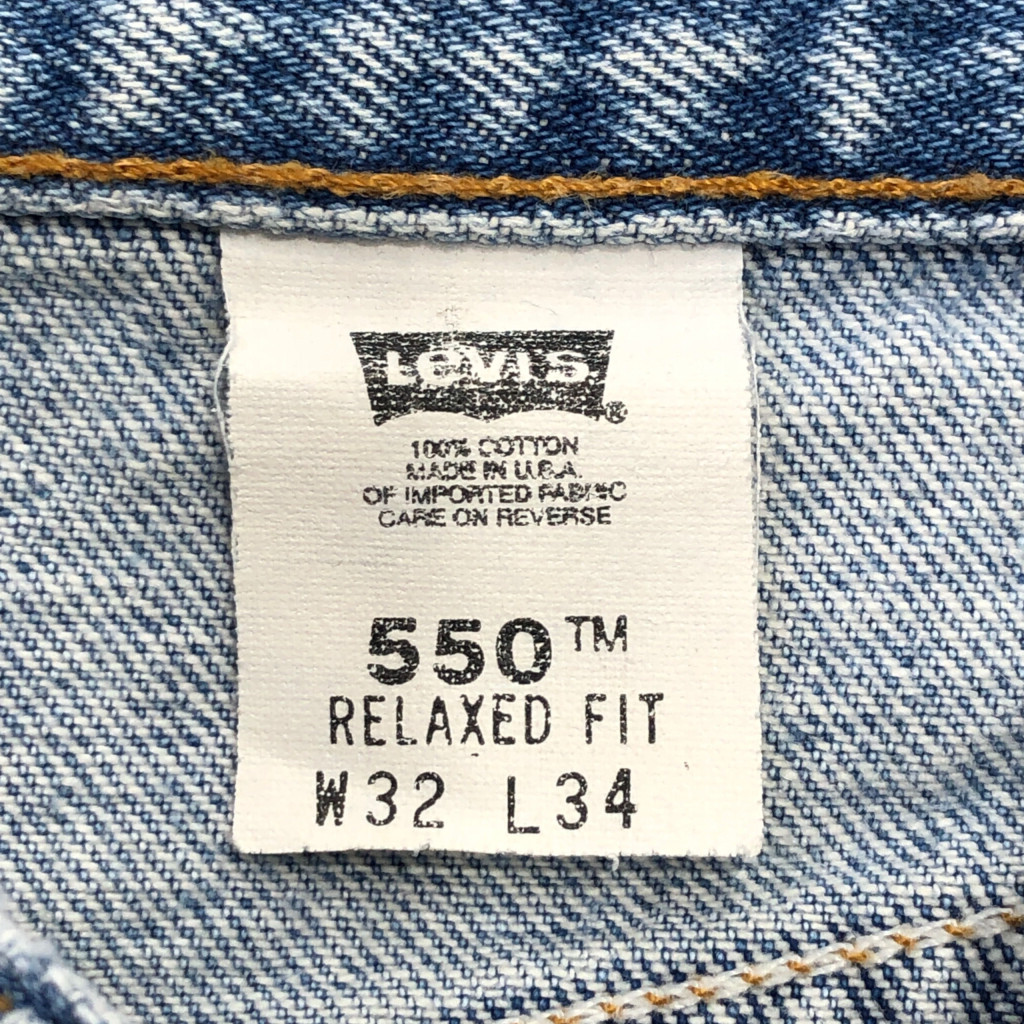 LEVI'S ®
100% COTTON
MADE IN U.S.A.
OF IMPORTED FABRIC
CARE ON REVERSE
550™
RELAXED FIT
W32 L34